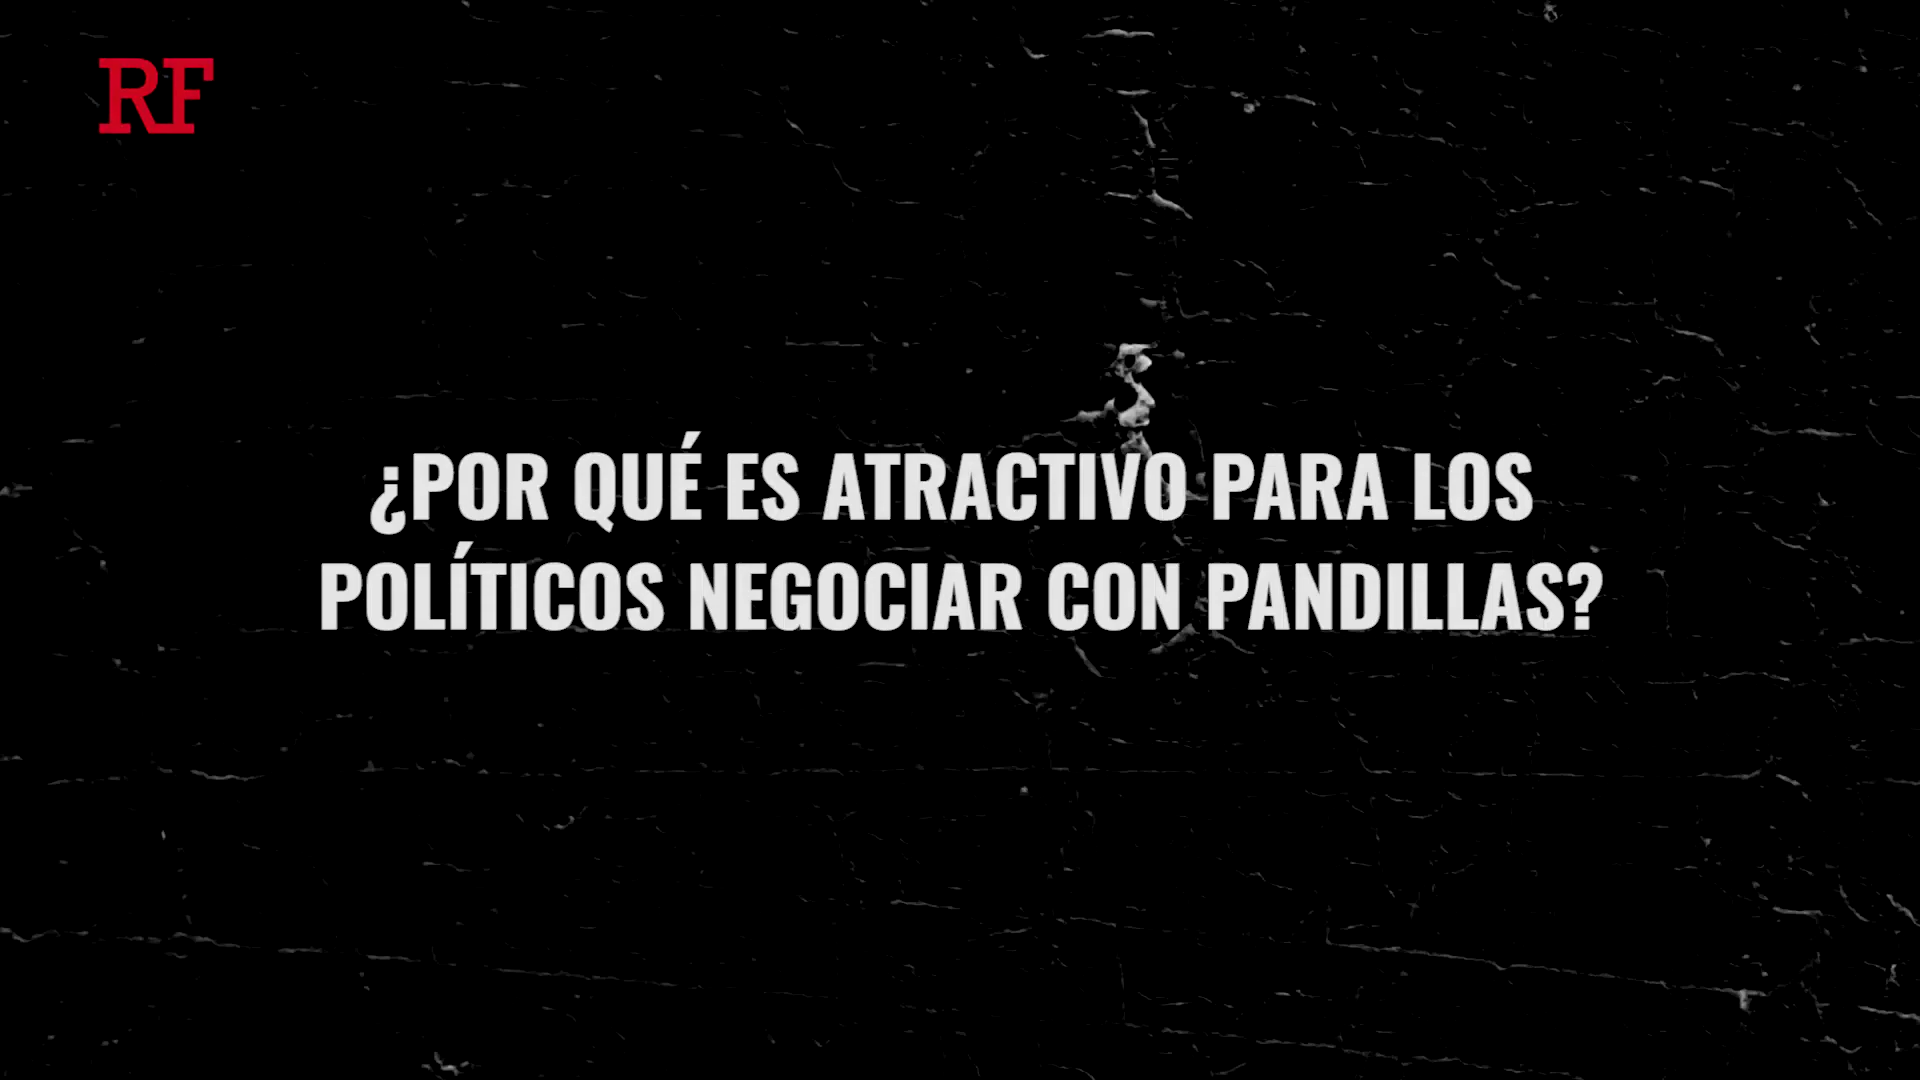 RF
¿POR QUÉ ES ATRACTIVO PARA LOS
POLÍTICOS NEGOCIAR CON PANDILLAS?